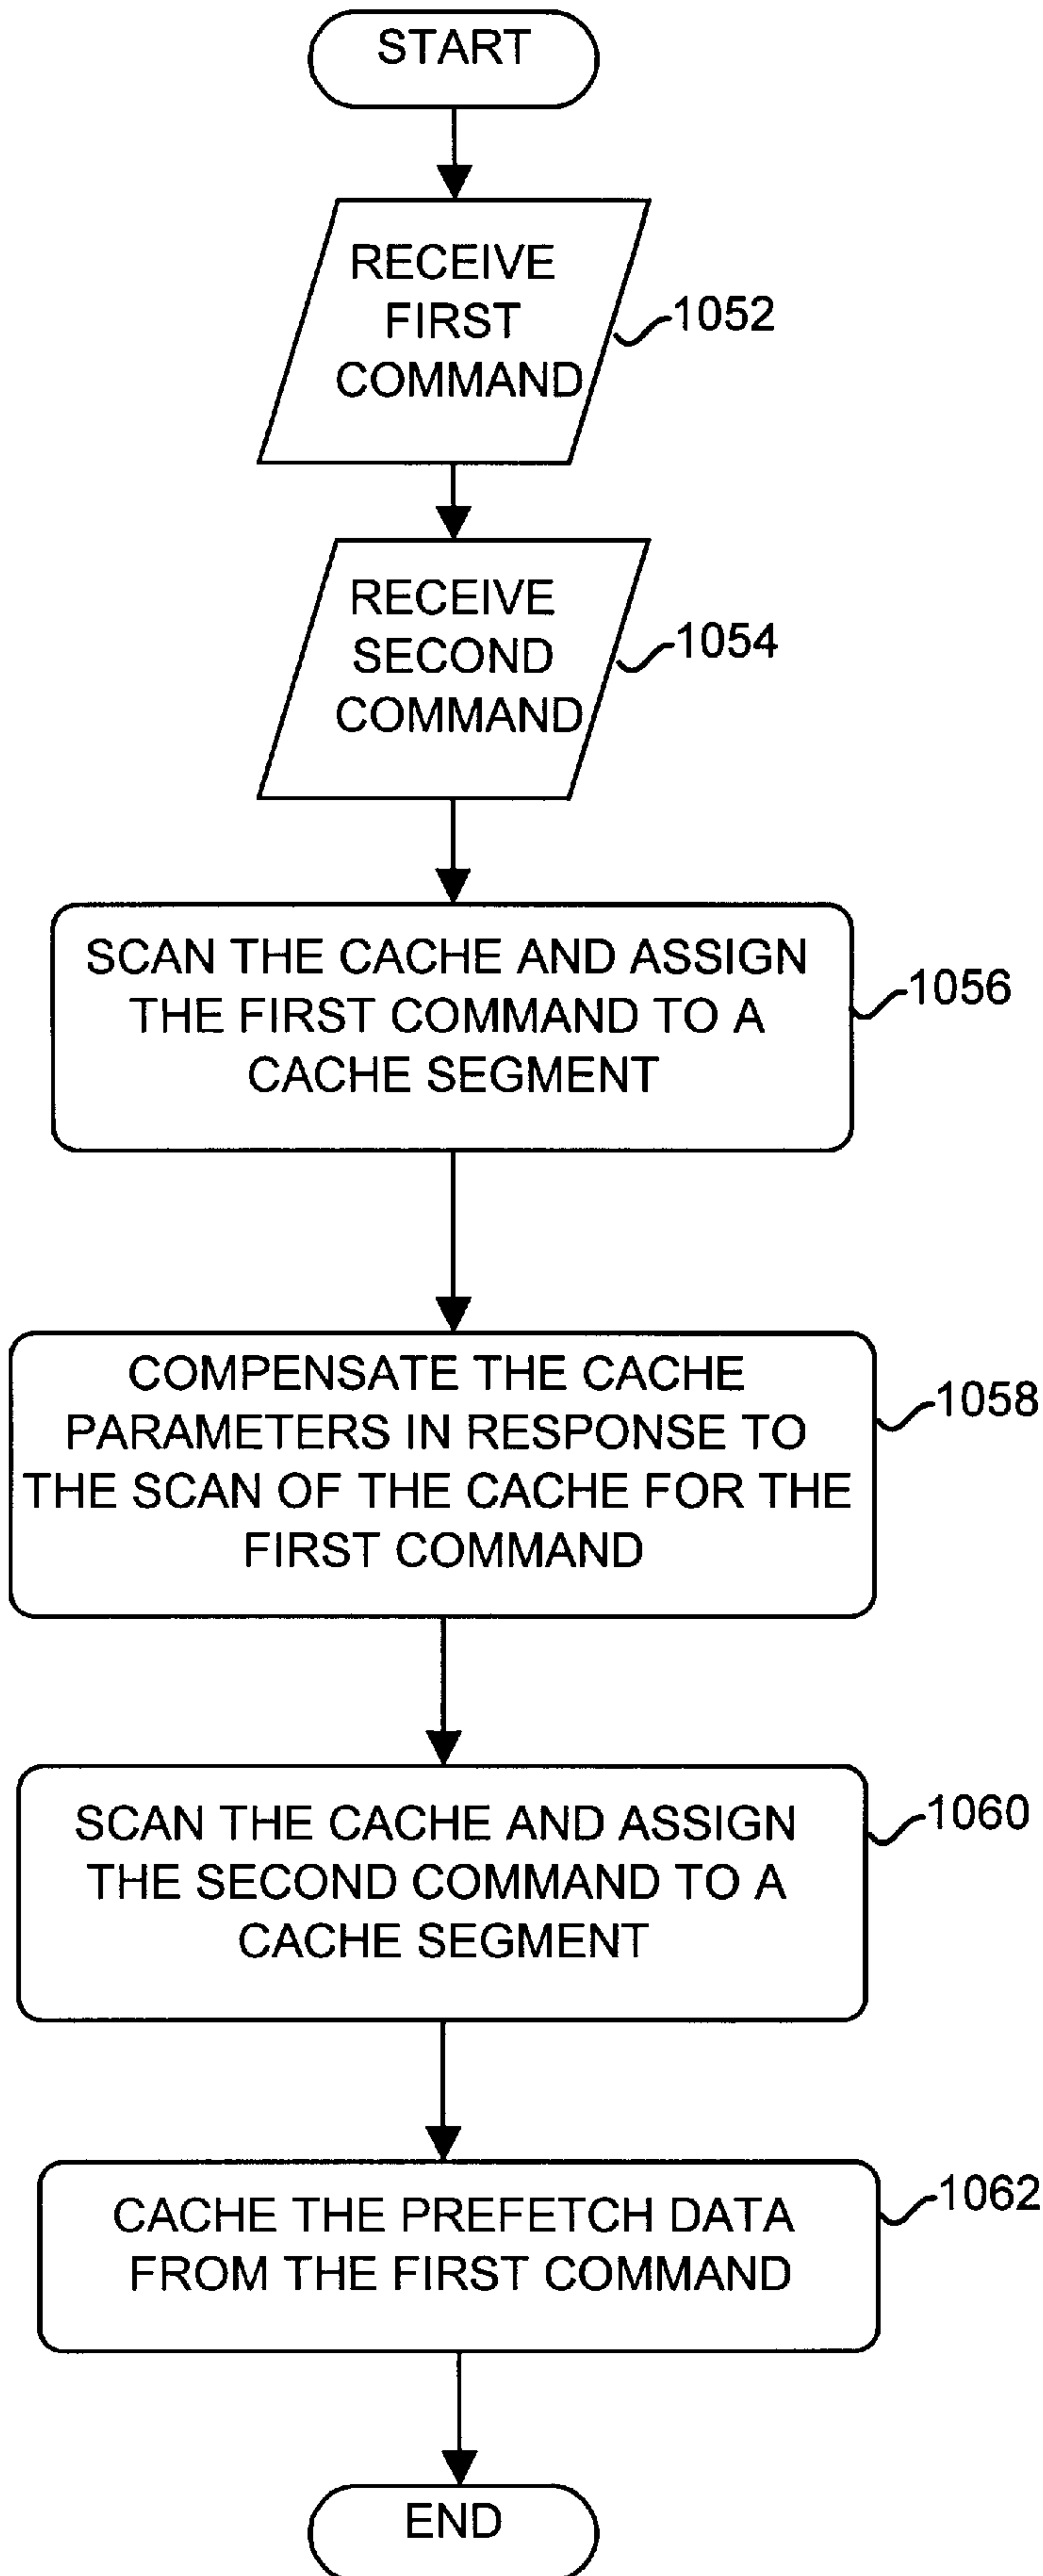 START
RECEIVE
FIRST
COMMAND
1052
RECEIVE
SECOND
COMMAND
1054
SCAN THE CACHE AND ASSIGN
THE FIRST COMMAND TO A
CACHE SEGMENT
1056
COMPENSATE THE CACHE
PARAMETERS IN RESPONSE TO
THE SCAN OF THE CACHE FOR THE
FIRST COMMAND
1058
SCAN THE CACHE AND ASSIGN
THE SECOND COMMAND TO A
CACHE SEGMENT
1060
CACHE THE PREFETCH DATA
FROM THE FIRST COMMAND
1062
END